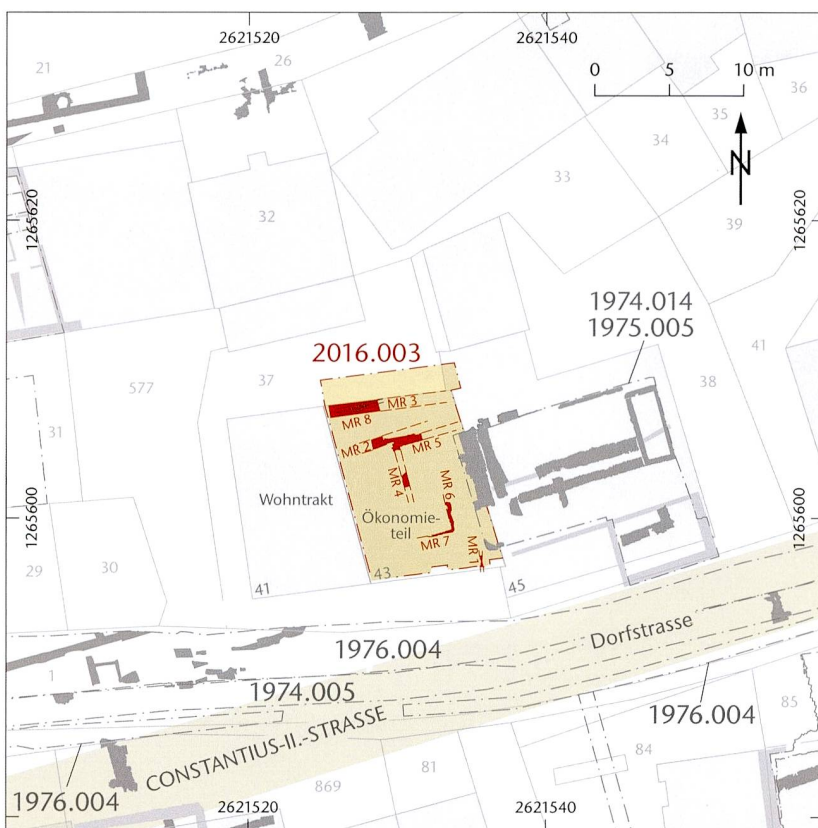 2621520
2621540
21
26
0 5 10 m
36
35
34
N
33
1265620
1265620
32
39
1974.014
1975.005
2016.003
41
577
37
38
MR 3
MR 8
31
MR 2
MR 5
MR 4
MR 6
Wohntrakt
Ökonomie-
teil
1265600
1265600
MR 7
MR 1
29
30
41
43
45
Dorfstrasse
1976.004
1
1974.005
1976.004
85
CONSTANTIUS-II.-STRASSE
84
81
869
1976.004
2621520
2621540